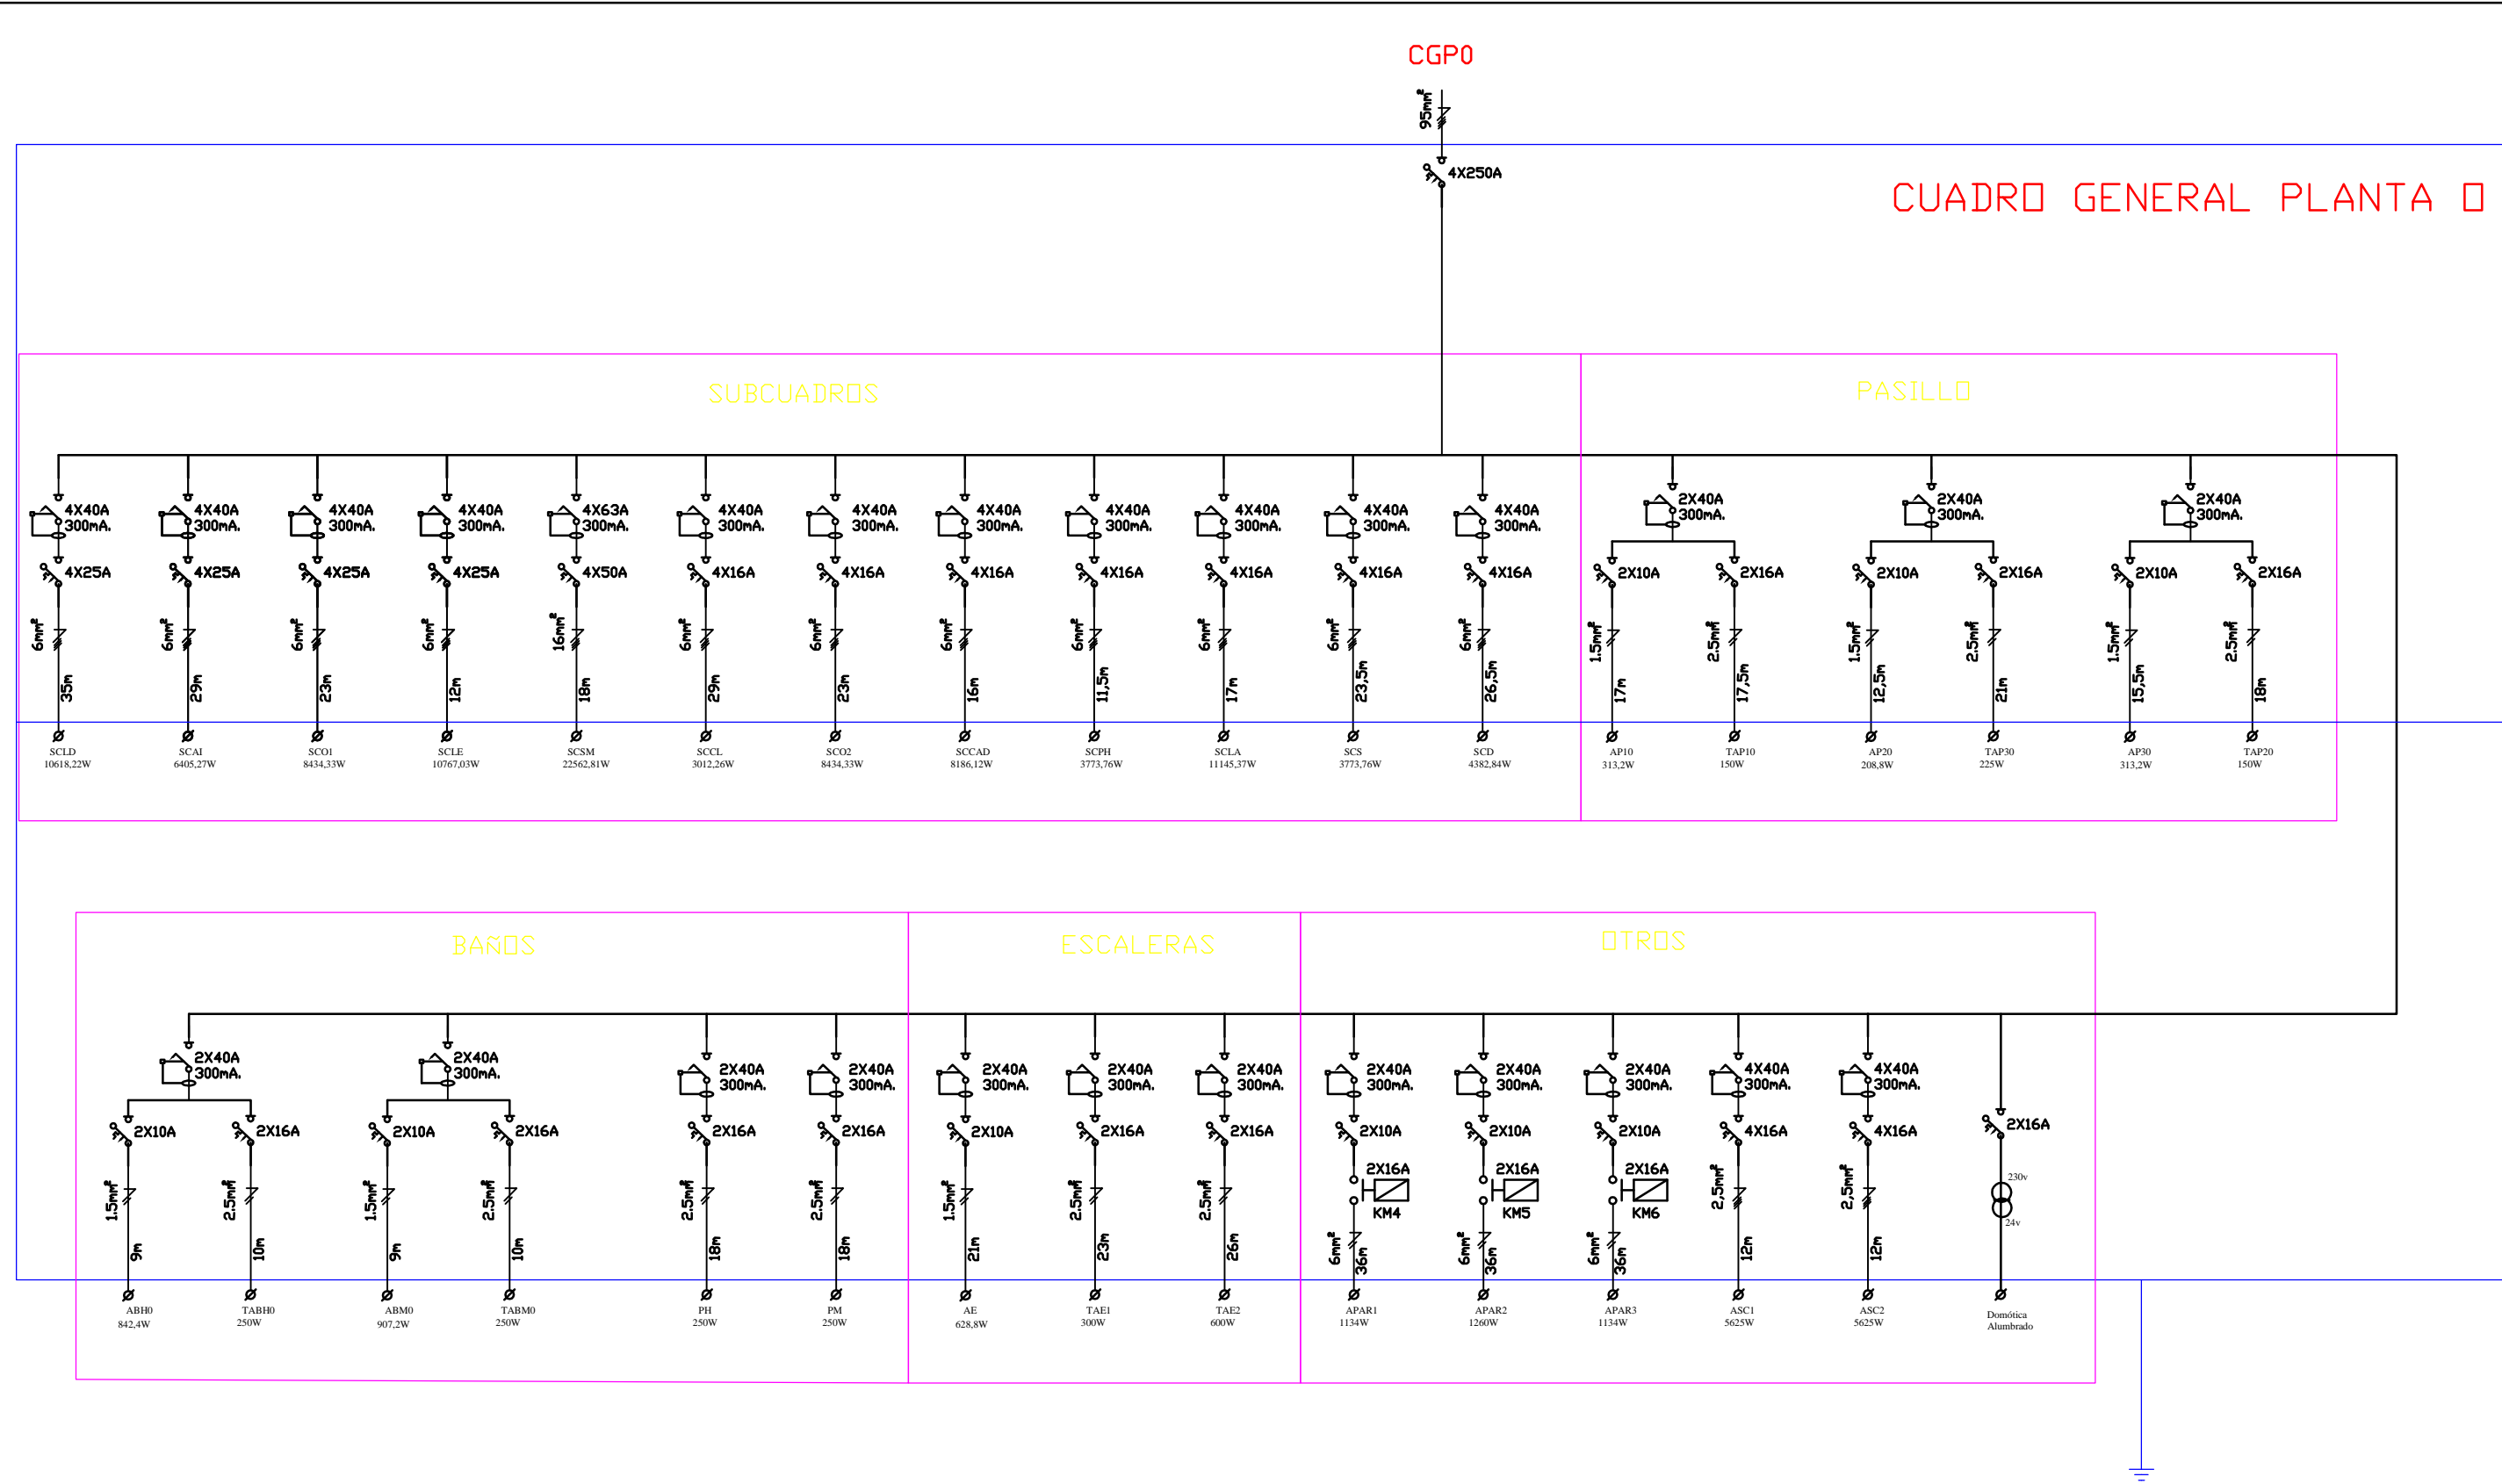 CGP0
95mm²
4X250A
CUADRO GENERAL PLANTA 0
SUBCUADROS
PASILLO
4X40A 4X40A 4X40A 4X40A 4X63A 4X40A 4X40A 4X40A 4X40A 4X40A 4X40A 4X40A 2X40A 2X40A 2X40A
300mA. 300mA. 300mA. 300mA. 300mA. 300mA. 300mA. 300mA. 300mA. 300mA. 300mA. 300mA. 300mA. 300mA. 300mA.
4X25A 4X25A 4X25A 4X25A 4X50A 4X16A 4X16A 4X16A 4X16A 4X16A 4X16A 4X16A 2X10A 2X16A 2X10A 2X16A 2X10A 2X16A
6mm² 6mm² 6mm² 6mm² 16mm² 6mm² 6mm² 6mm² 6mm² 6mm² 6mm² 6mm² 1.5mm² 2.5mm² 1.5mm² 2.5mm² 1.5mm² 2.5mm²
35m 29m 23m 12m 18m 29m 23m 16m 11,5m 17m 23,5m 26,5m 17m 17,5m 12,5m 21m 15,5m 18m
SCLD SCAI SCO1 SCLE SCSM SCCL SCO2 SCCAD SCPH SCLA SCS SCD AP10 TAP10 AP20 TAP30 AP30 TAP20
10618,22W 6405,27W 8434,33W 10767,03W 22562,81W 3012,26W 8434,33W 8186,12W 3773,76W 11145,37W 3773,76W 4382,84W 313,2W 150W 208,8W 225W 313,2W 150W
BAÑOS
ESCALERAS
OTROS
2X40A 2X40A 2X40A 2X40A 2X40A 2X40A 2X40A 2X40A 2X40A 2X40A 4X40A 4X40A
300mA. 300mA. 300mA. 300mA. 300mA. 300mA. 300mA. 300mA. 300mA. 300mA. 300mA. 300mA.
2X10A 2X16A 2X10A 2X16A 2X16A 2X16A 2X10A 2X16A 2X16A 2X10A 2X10A 2X10A 4X16A 4X16A 2X16A
2X16A 2X16A 2X16A
230v
KM4 KM5 KM6
24v
1.5mm² 2.5mm² 1.5mm² 2.5mm² 2.5mm² 2.5mm² 1.5mm² 2.5mm² 2.5mm² 6mm² 6mm² 6mm² 2,5mm² 2,5mm²
9m 10m 9m 10m 18m 18m 21m 23m 26m 36m 36m 36m 12m 12m
ABH0 TABH0 ABM0 TABM0 PH PM AE TAE1 TAE2 APAR1 APAR2 APAR3 ASC1 ASC2 Domótica
842,4W 250W 907,2W 250W 250W 250W 628,8W 300W 600W 1134W 1260W 1134W 5625W 5625W Alumbrado